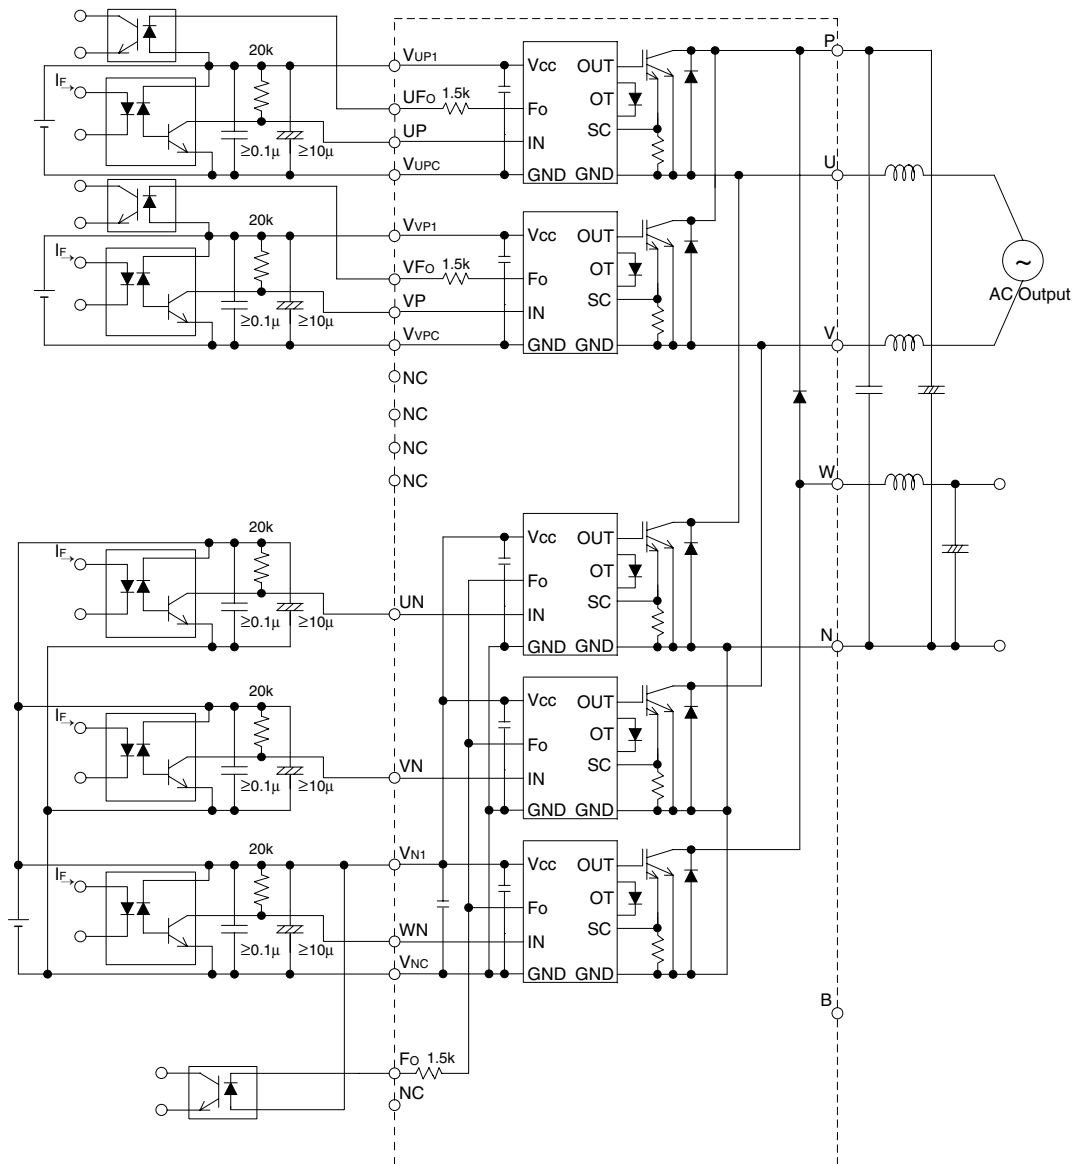 20k
IF
≥0.1μ
≥10μ
VUP1
UFO 1.5k
UP
VUPC
Vcc
Fo
IN
GND GND
OUT
OT
SC
P
U
20k
IF
≥0.1μ
≥10μ
VVP1
VFO 1.5k
VP
VVPC
Vcc
Fo
IN
GND GND
OUT
OT
SC
~
AC Output
V
NC
NC
NC
NC
W
20k
IF
≥0.1μ
≥10μ
UN
Vcc
Fo
IN
GND GND
OUT
OT
SC
N
20k
IF
≥0.1μ
≥10μ
VN
Vcc
Fo
IN
GND GND
OUT
OT
SC
20k
IF
≥0.1μ
≥10μ
VN1
WN
VNC
Vcc
Fo
IN
GND GND
OUT
OT
SC
B
FO 1.5k
NC